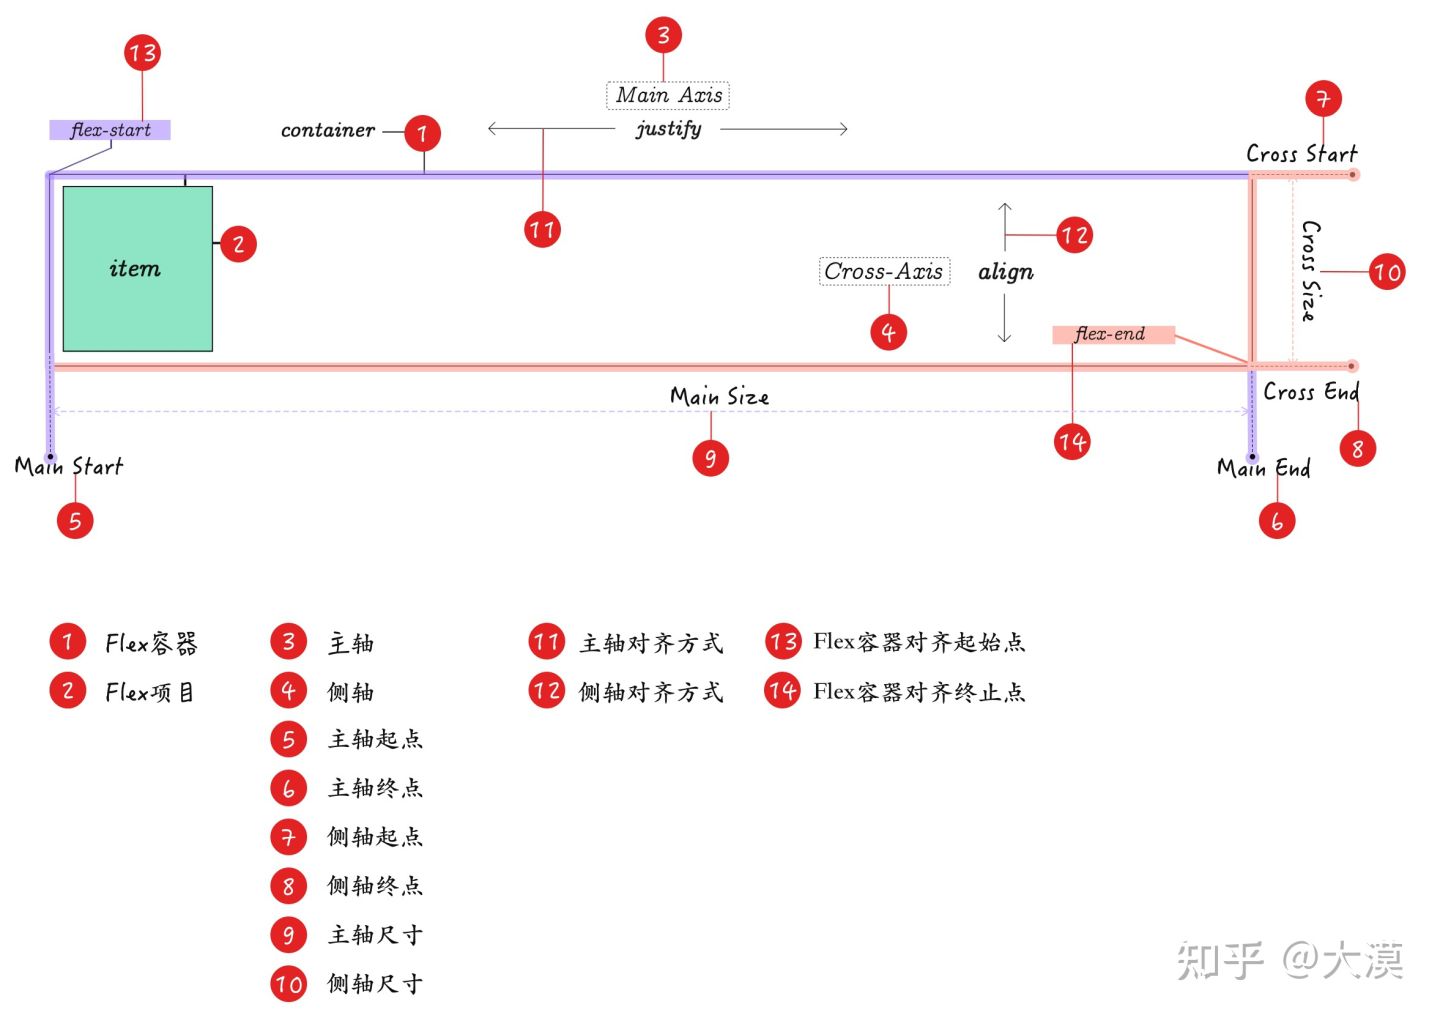 3
13
Main Axis
7
flex-start
container
1
justify
Cross Start
11
12
2
item
Cross-Axis
align
Cross Size
10
4
flex-end
Main Size
Cross End
9
14
8
Main Start
Main End
5
6
1 Flex容器
3 主轴
11 主轴对齐方式
13 Flex容器对齐起始点
2 Flex项目
4 侧轴
12 侧轴对齐方式
14 Flex容器对齐终止点
5 主轴起点
6 主轴终点
7 侧轴起点
8 侧轴终点
9 主轴尺寸
10 侧轴尺寸
知乎 @大漠